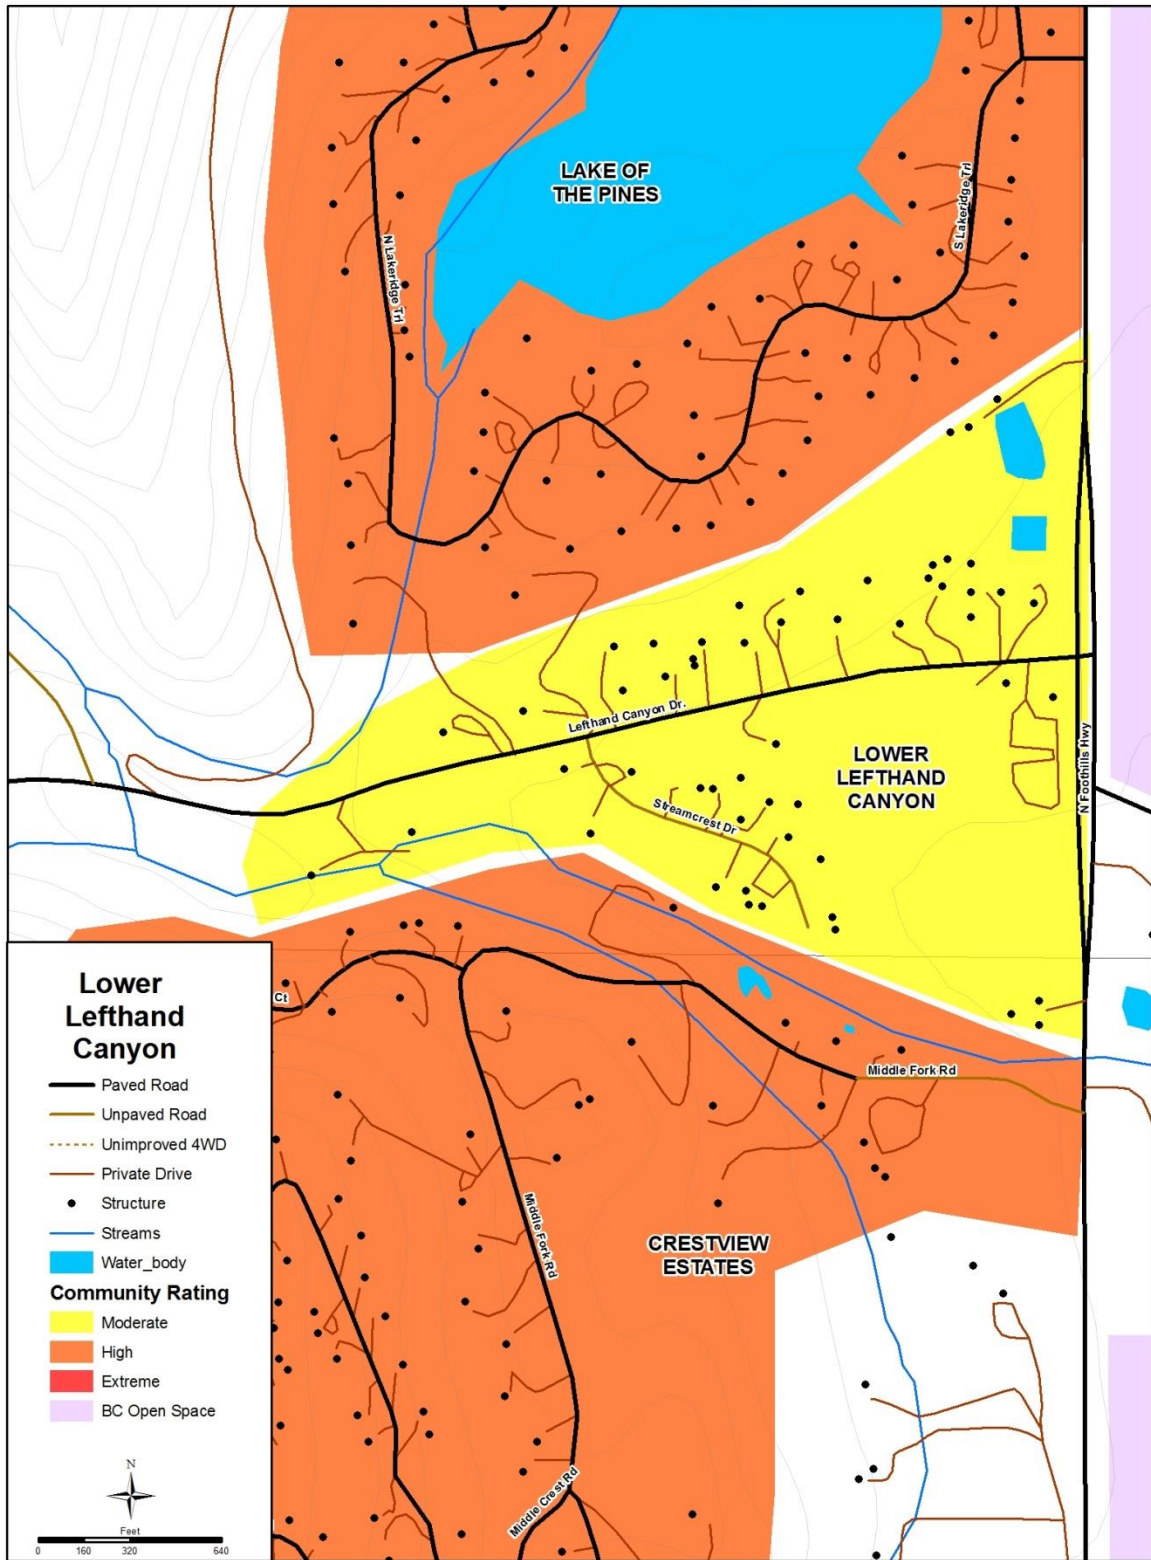 LAKE OF
THE PINES
N Lakeridge Trl
S Lakeridge Trl
Lefthand Canyon Dr.
LOWER
LEFTHAND
CANYON
Streamcrest Dr
N Foothills Hwy
Ct
Middle Fork Rd
Middle Fork Rd
CRESTVIEW
ESTATES
Middle Crest Rd
Lower
Lefthand
Canyon
Paved Road
Unpaved Road
Unimproved 4WD
Private Drive
Structure
Streams
Water_body
Community Rating
Moderate
High
Extreme
BC Open Space
N
Feet
0 160 320 640